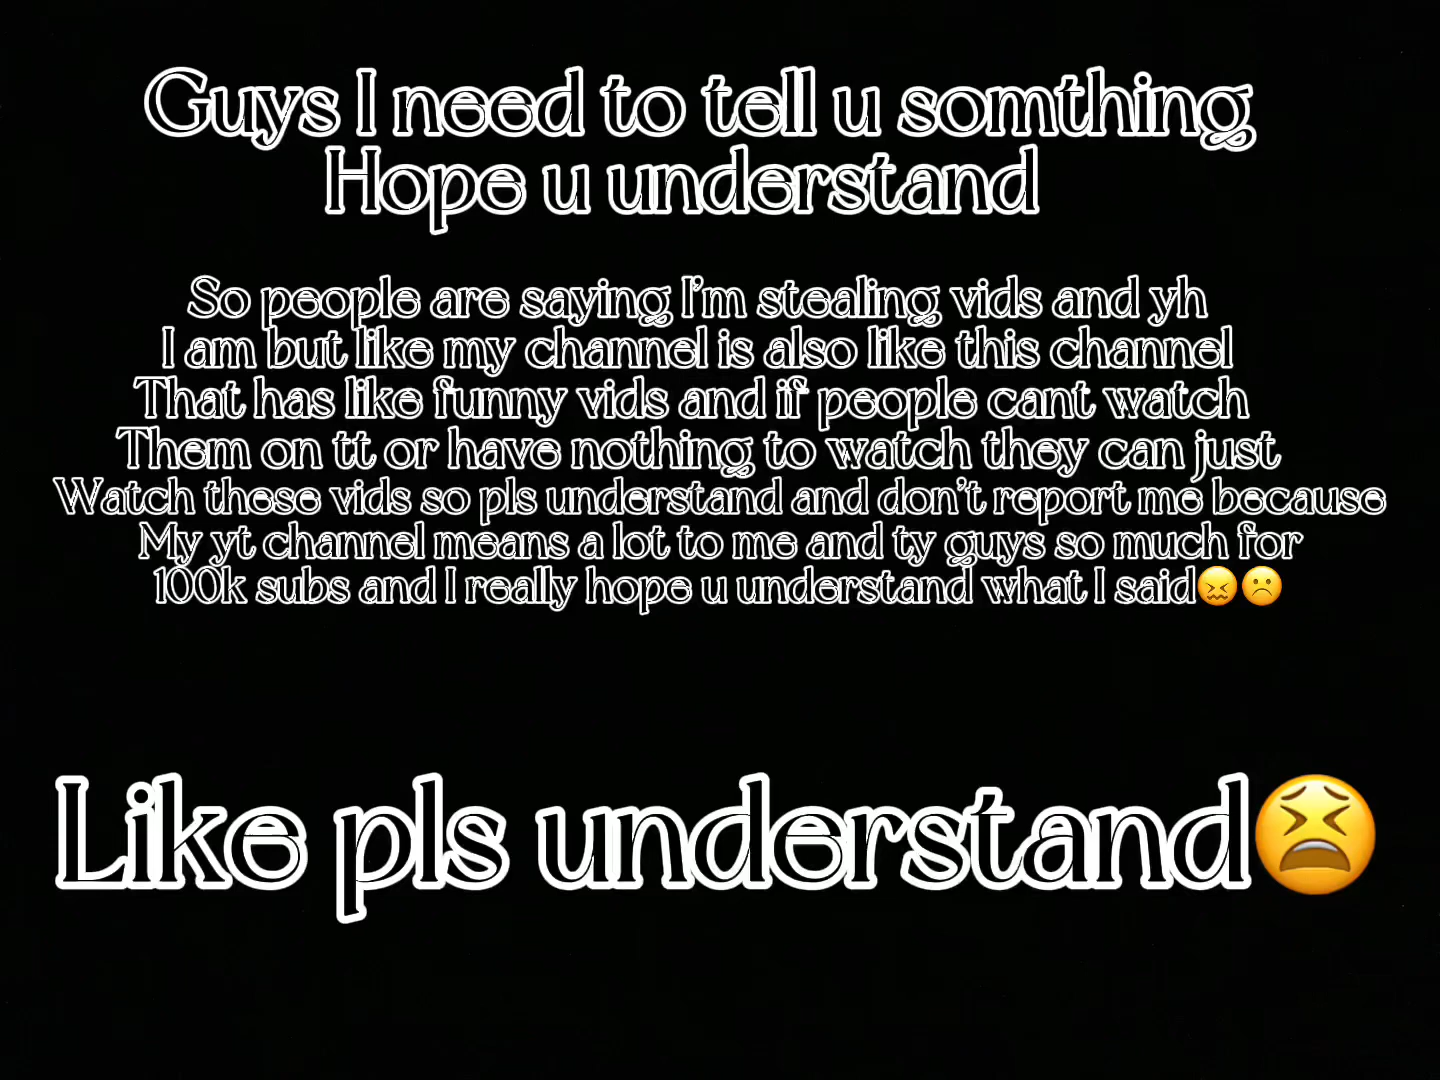 Guys I need to tell u somthing
Hope u understand
So people are saying I'm stealing vids and yh
I am but like my channel is also like this channel
That has like funny vids and if people cant watch
Them on tt or have nothing to watch they can just
Watch these vids so pls understand and don't report me because
My yt channel means a lot to me and ty guys so much for
100k subs and I really hope u understand what I said😖☹️
Like pls understand😫